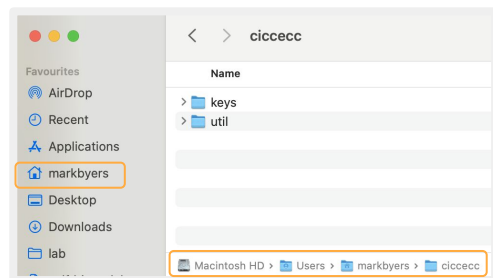 ciccecc
Favourites
AirDrop
Recent
Applications
markbyers
Desktop
Downloads
lab
Name
keys
util
Macintosh HD > Users > markbyers > ciccecc